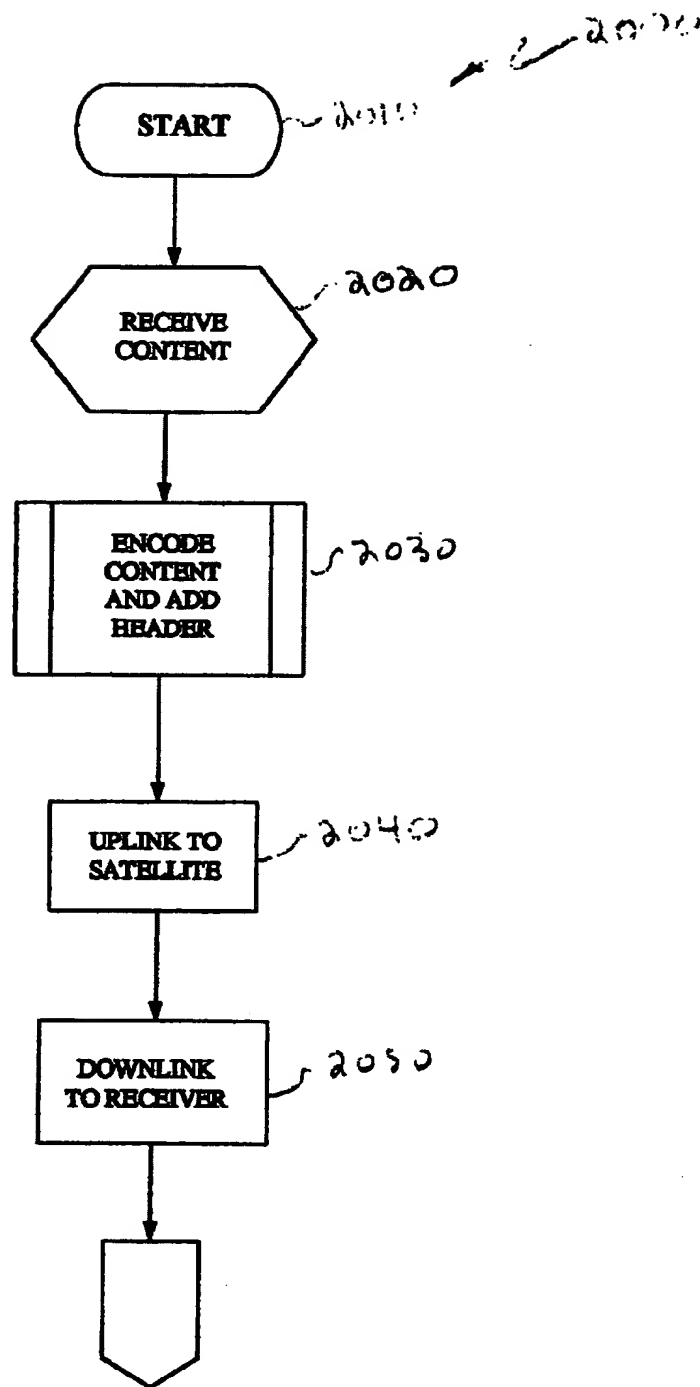 START
2010
RECEIVE
CONTENT
2020
ENCODE
CONTENT
AND ADD
HEADER
2030
UPLINK TO
SATELLITE
2040
DOWNLINK
TO RECEIVER
2050